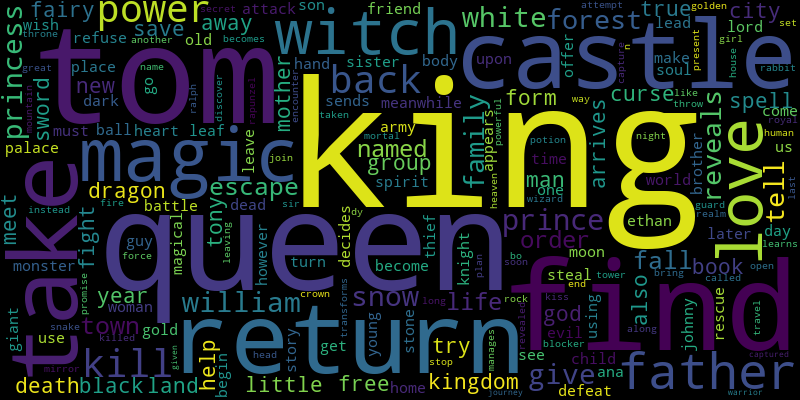 fairy
power
friend
son
attack
secret
attempt
golden
wish
throne
away
another
becomes
set
save
refuse
old
witch
white
forest
true
lead
city
lord
princess
tom
castle
great
place
sword
new
go
name
dark
back
hand
sister
body
upon
offer
make
soul
present
girl
house
rabbit
mother
sends
meanwhile
form
curse
capture
like
throw
spell
mountain
must
ball
heart
leaf
ralph
discover
rapunzel
encounter
taken
army
mortal
family
appears
powerful
potion
way
night
human
royal
come
us
palace
magic
join
leave
named
group
king
time
arrives
brother
reveals
love
tell
last
instead
take
dragon
escape
spirit
heaven
wizard
man
one
world
guard
realm
meet
fire
battle
dead
sir
prince
ethan
later
day
learns
fight
guy
magical
tony
queen
however
decides
dy
thief
knight
order
moon
bo
soon
fall
book
called
open
monster
force
leaving
turn
become
plan
steal
tower
also
bring
giant
year
woman
promise
william
crown
snow
long
life
find
god
kiss
rescue
travel
town
gold
return
transforms
young
stone
rock
end
evil
using
johnny
along
use
snake
killed
kill
help
story
get
manages
try
stop
revealed
see
blocker
child
ana
give
father
captured
mirror
given
head
death
black
land
begin
little
free
home
kingdom
journey
defeat
warrior